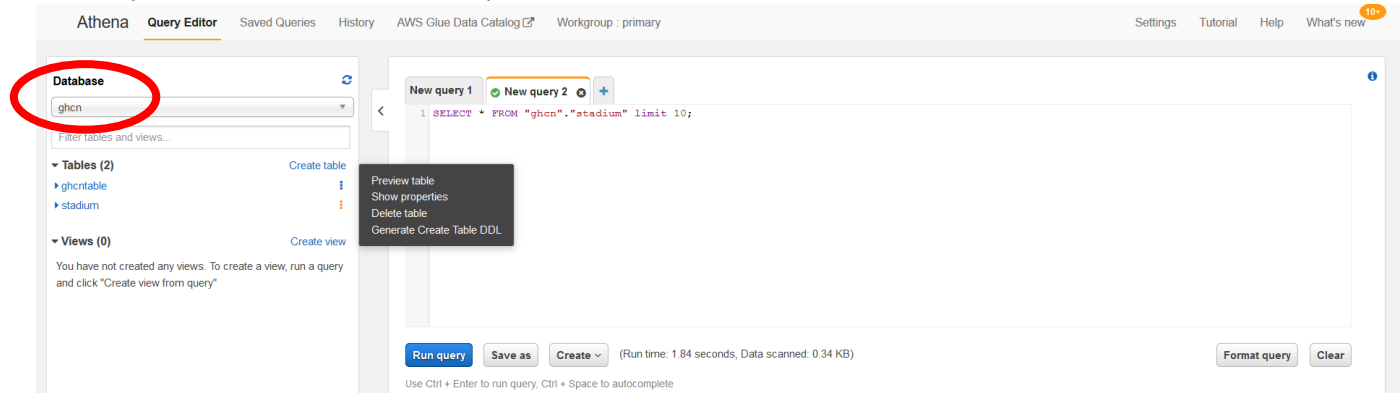 Athena Query Editor Saved Queries History AWS Glue Data Catalog Workgroup : primary Settings Tutorial Help What's new 10+
Database
ghcn
Filter tables and views...
Tables (2) Create table
ghcntable
stadium
Views (0) Create view
You have not created any views. To create a view, run a query
and click "Create view from query"
Preview table
Show properties
Delete table
Generate Create Table DDL
New query 1 New query 2 +
1 SELECT * FROM "ghcn"."stadium" limit 10;
Run query Save as Create (Run time: 1.84 seconds, Data scanned: 0.34 KB) Format query Clear
Use Ctrl + Enter to run query, Ctrl + Space to autocomplete